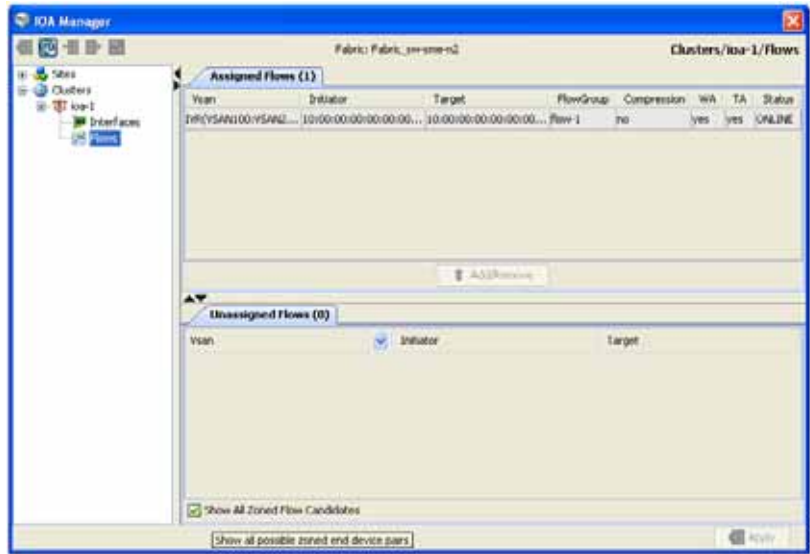 IOA Manager
Fabric: Fabric_sw-sme-n2 Clusters/ioa-1/Flows
Sites
Clusters
ioa-1
Interfaces
Flows
Assigned Flows (1)
Vsan Initiator Target FlowGroup Compression WA TA Status
IVR(VSAN100:VSAN2... 10:00:00:00:00:00:00... 10:00:00:00:00:00:00... flow-1 no yes yes ONLINE
Add/Remove
Unassigned Flows (0)
Vsan Initiator Target
Show All Zoned Flow Candidates
Show all possible zoned end device pairs
Apply